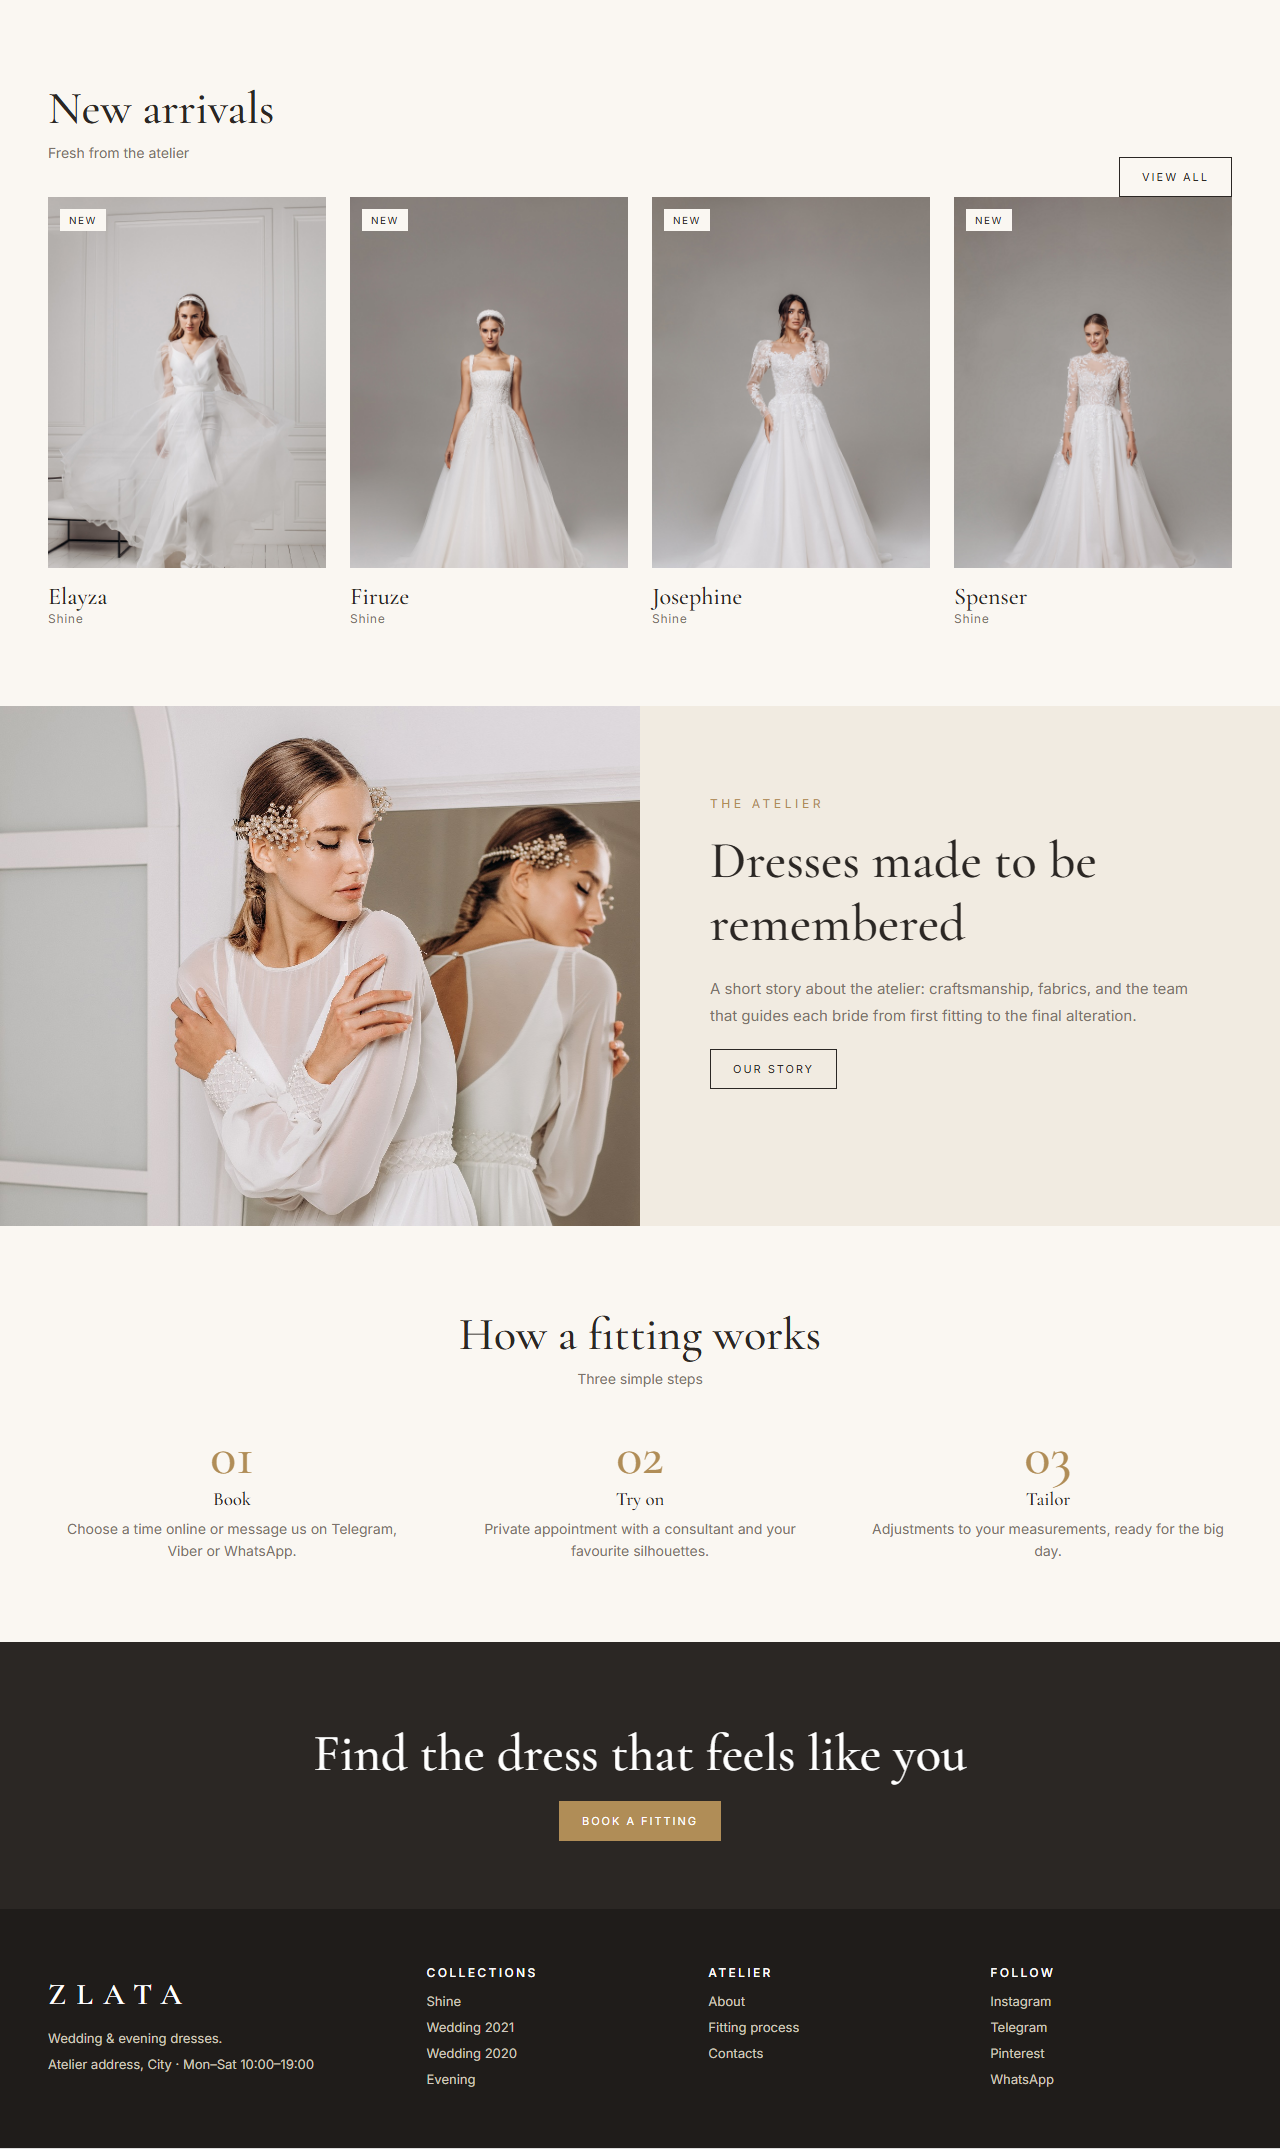 New arrivals
Fresh from the atelier
VIEW ALL
NEW
NEW
NEW
NEW
Elayza
Shine
Firuze
Shine
Josephine
Shine
Spenser
Shine
THE ATELIER
Dresses made to be
remembered
A short story about the atelier: craftsmanship, fabrics, and the team
that guides each bride from first fitting to the final alteration.
OUR STORY
How a fitting works
Three simple steps
01
Book
Choose a time online or message us on Telegram,
Viber or WhatsApp.
02
Try on
Private appointment with a consultant and your
favourite silhouettes.
03
Tailor
Adjustments to your measurements, ready for the big
day.
Find the dress that feels like you
BOOK A FITTING
ZLATA
Wedding & evening dresses.
Atelier address, City · Mon–Sat 10:00–19:00
COLLECTIONS
Shine
Wedding 2021
Wedding 2020
Evening
ATELIER
About
Fitting process
Contacts
FOLLOW
Instagram
Telegram
Pinterest
WhatsApp